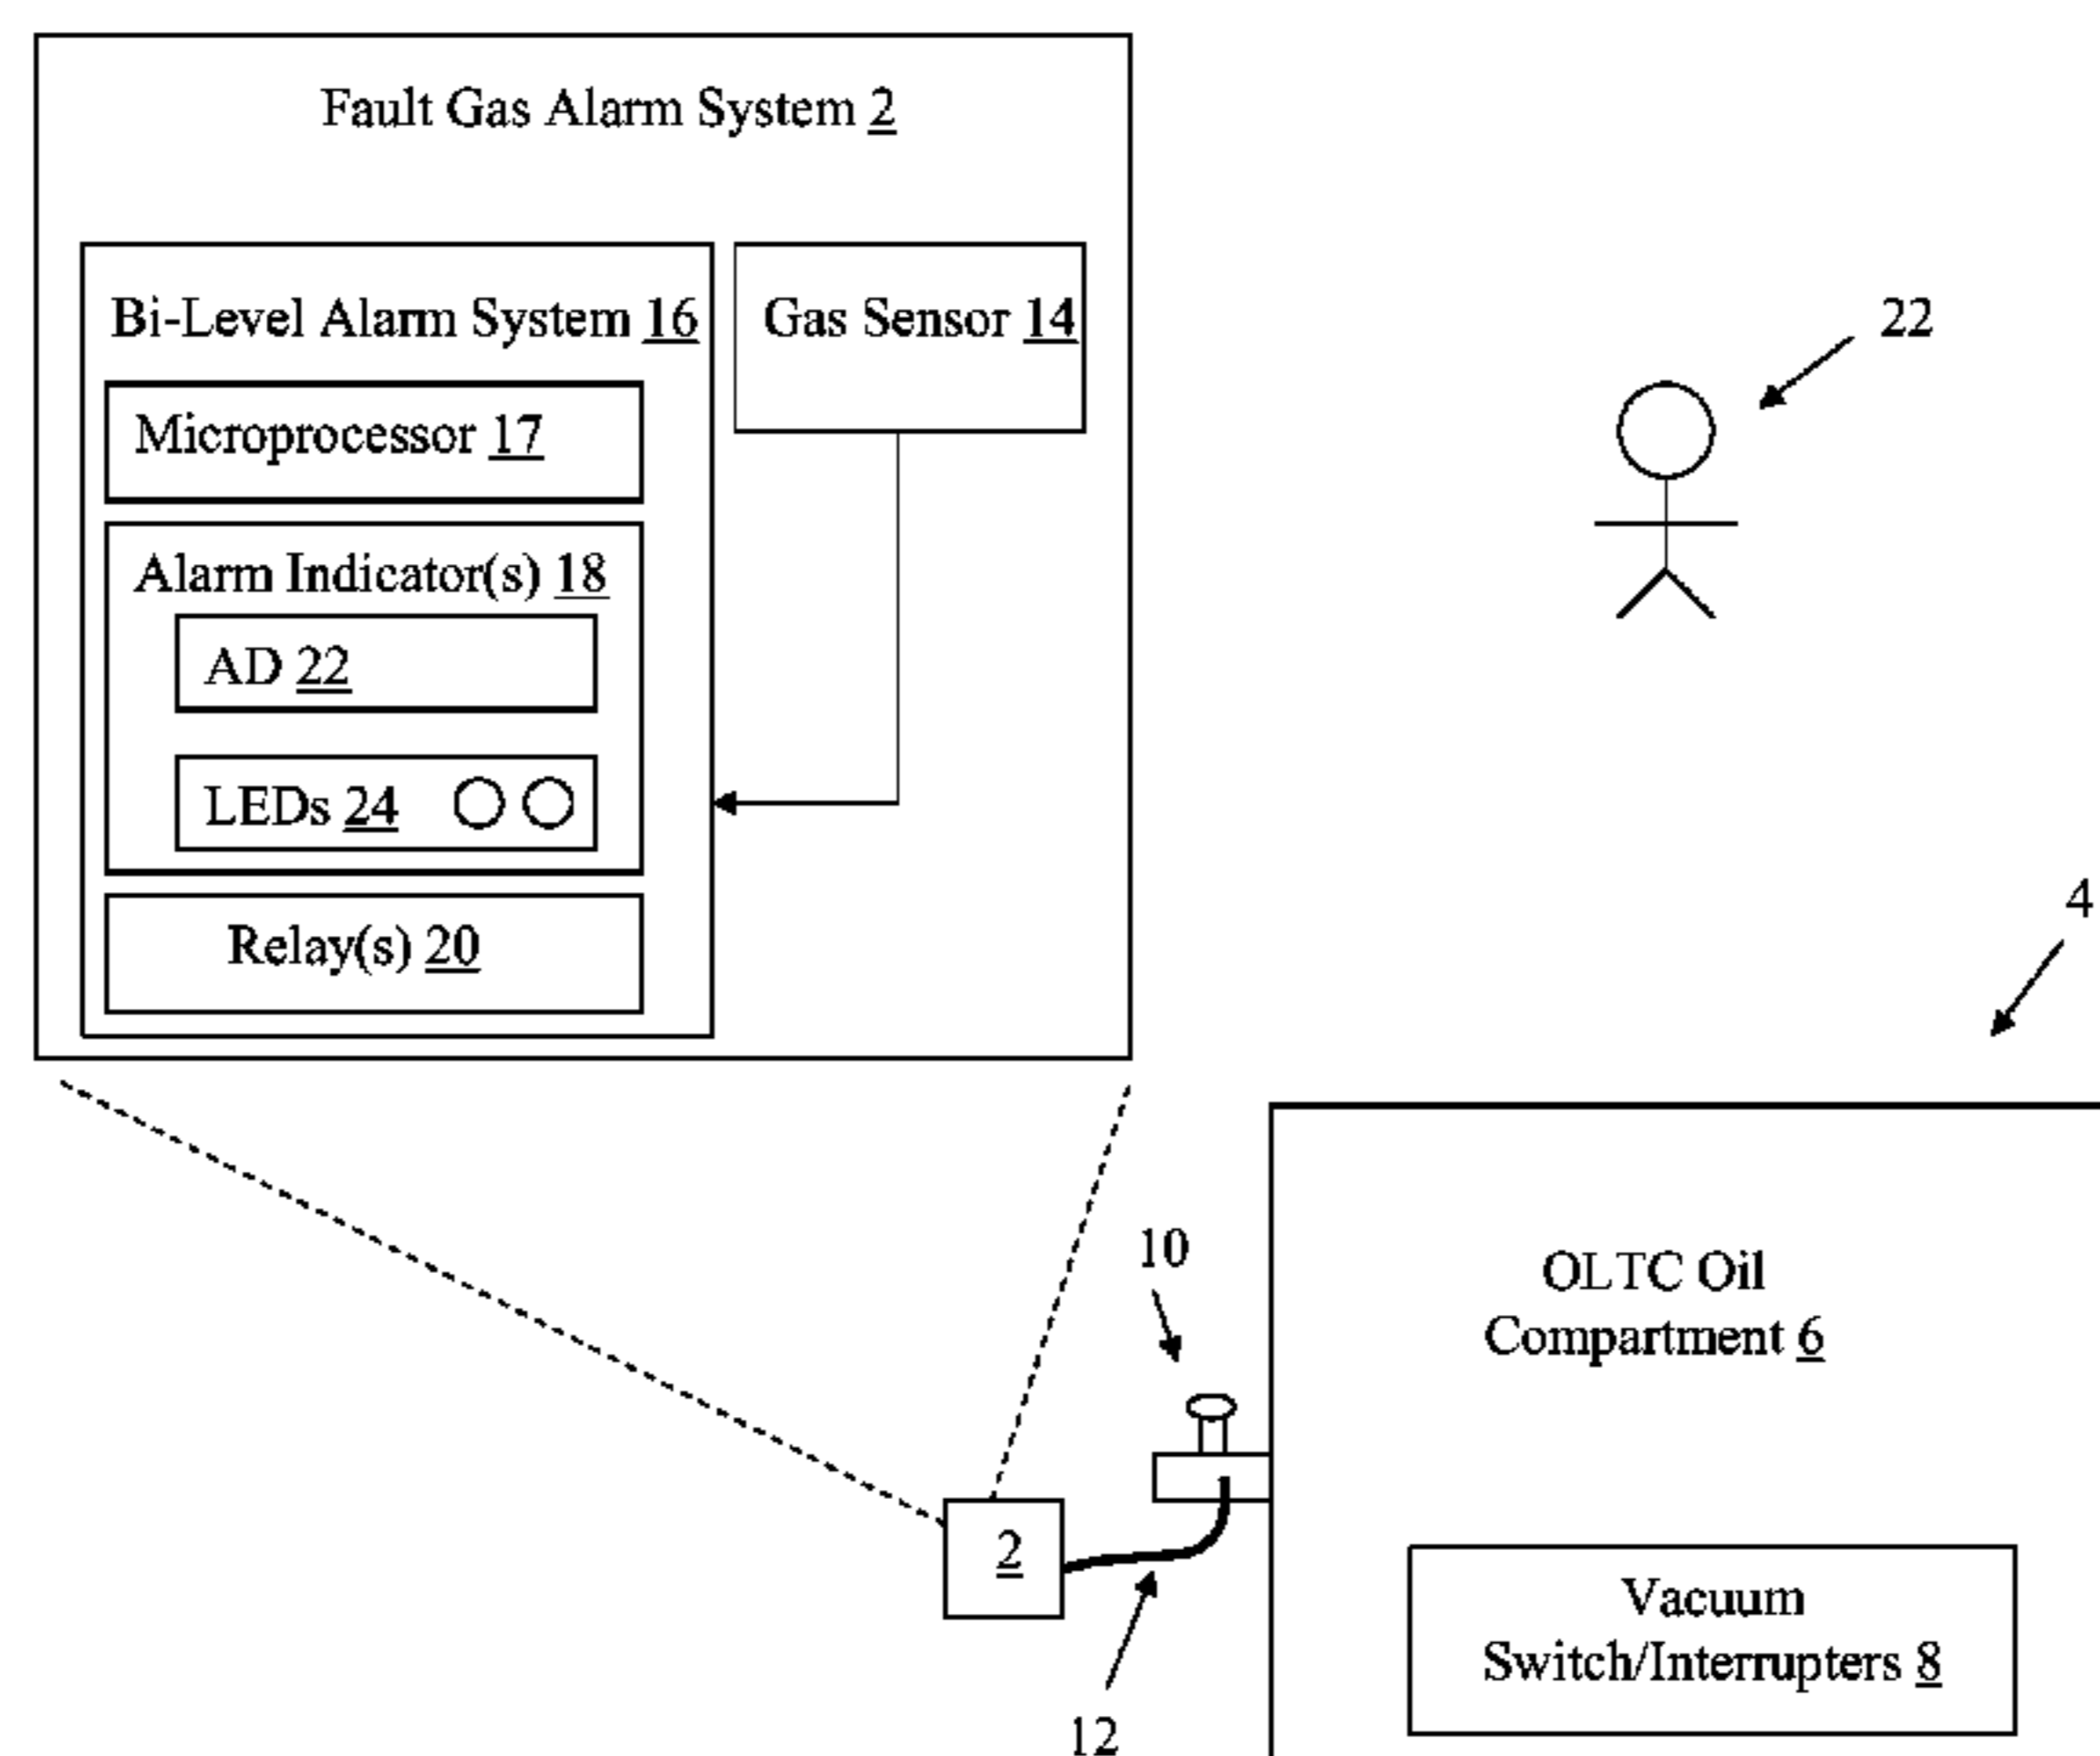 Fault Gas Alarm System 2
Bi-Level Alarm System 16
Gas Sensor 14
Microprocessor 17
Alarm Indicator(s) 18
AD 22
LEDs 24
Relay(s) 20
22
4
10
OLTC Oil
Compartment 6
2
12
Vacuum
Switch/Interrupters 8